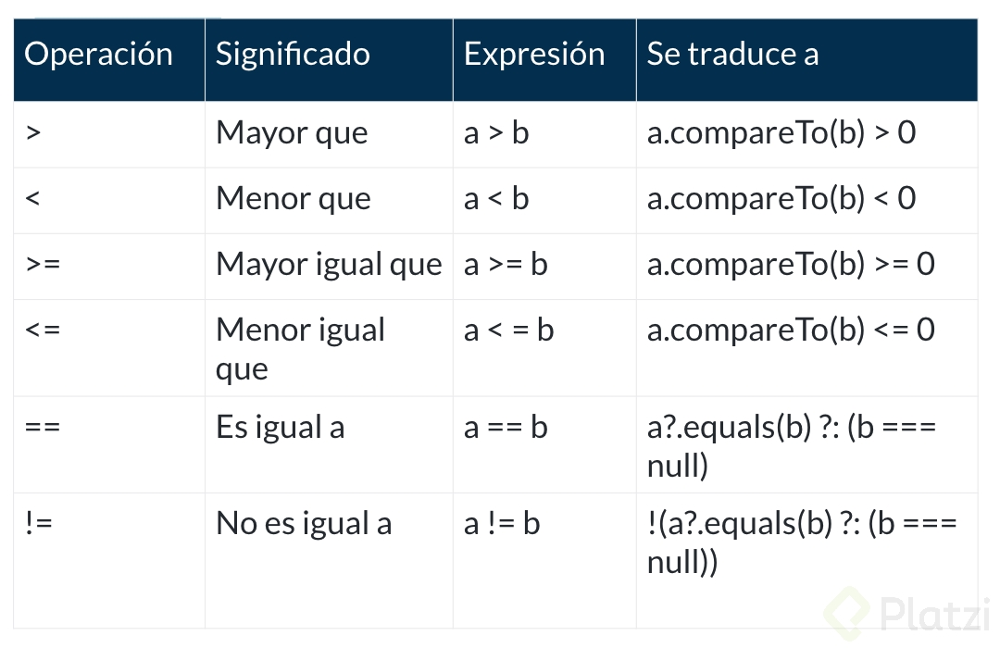 Operación Significado Expresión Se traduce a
> Mayor que a > b a.compareTo(b) > 0
< Menor que a < b a.compareTo(b) < 0
>= Mayor igual que a >= b a.compareTo(b) >= 0
<= Menor igual a < = b a.compareTo(b) <= 0
que
== Es igual a a == b a?.equals(b) ?: (b ===
null)
!= No es igual a a != b !(a?.equals(b) ?: (b ===
null))
Platzi